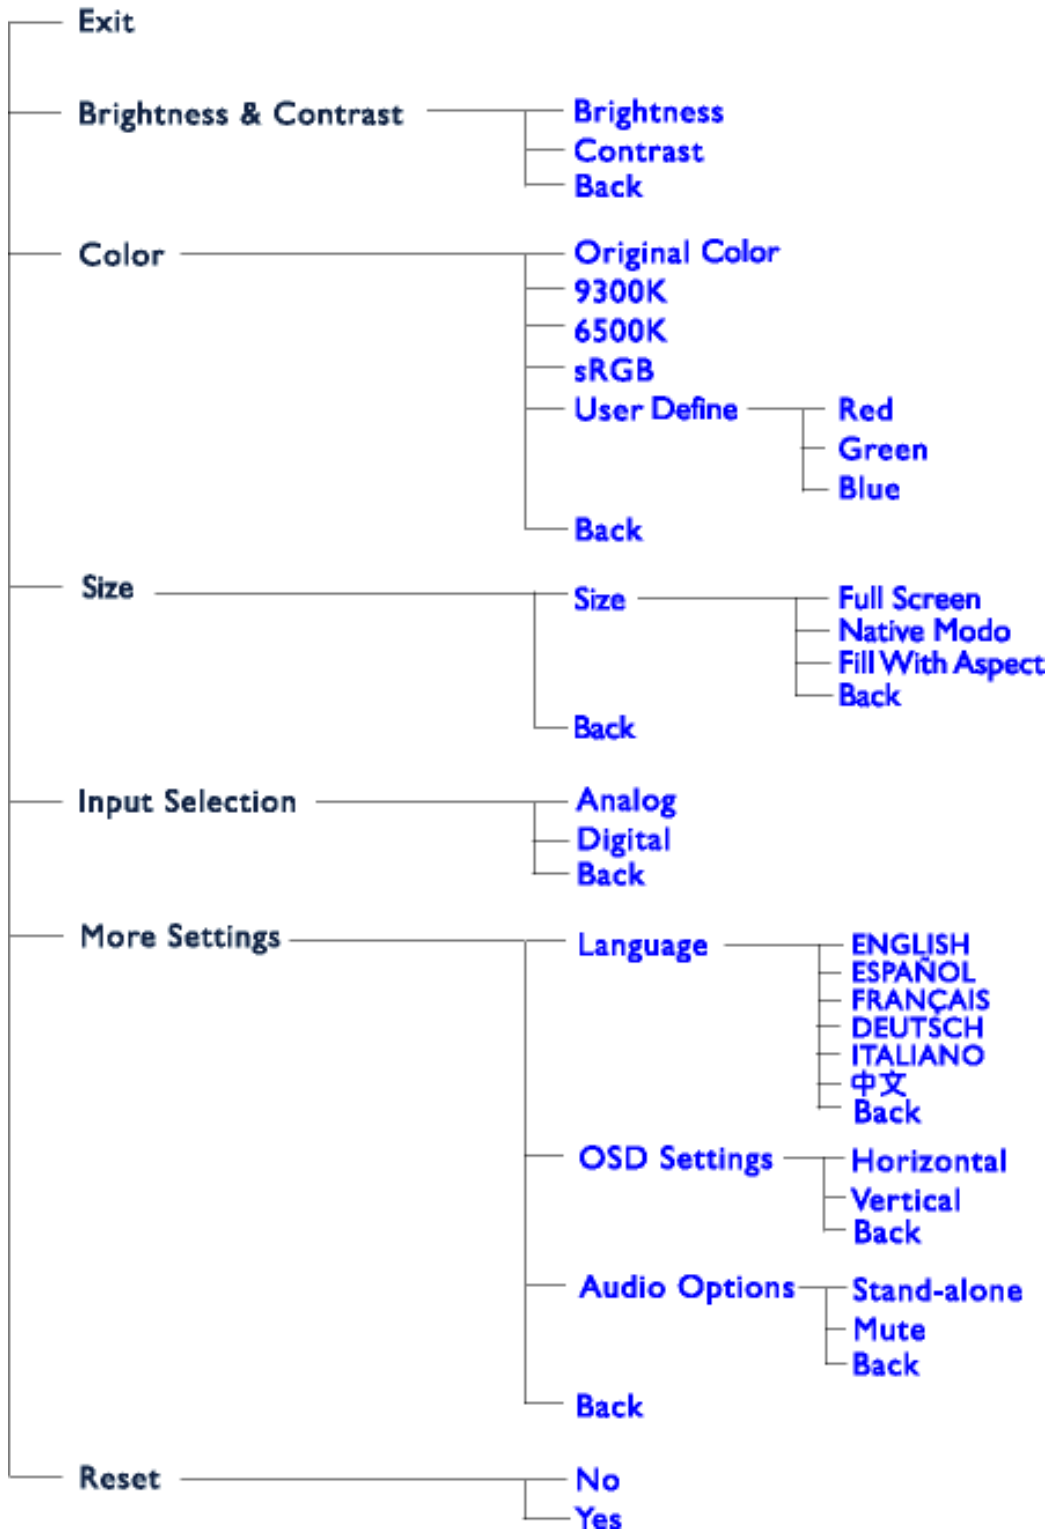 Exit
Brightness & Contrast
Brightness
Contrast
Back
Color
Original Color
9300K
6500K
sRGB
User Define
Red
Green
Blue
Back
Size
Size
Full Screen
Native Modo
Fill With Aspect
Back
Back
Input Selection
Analog
Digital
Back
More Settings
Language
ENGLISH
ESPAÑOL
FRANÇAIS
DEUTSCH
ITALIANO
中文
Back
OSD Settings
Horizontal
Vertical
Back
Audio Options
Stand-alone
Mute
Back
Back
Reset
No
Yes